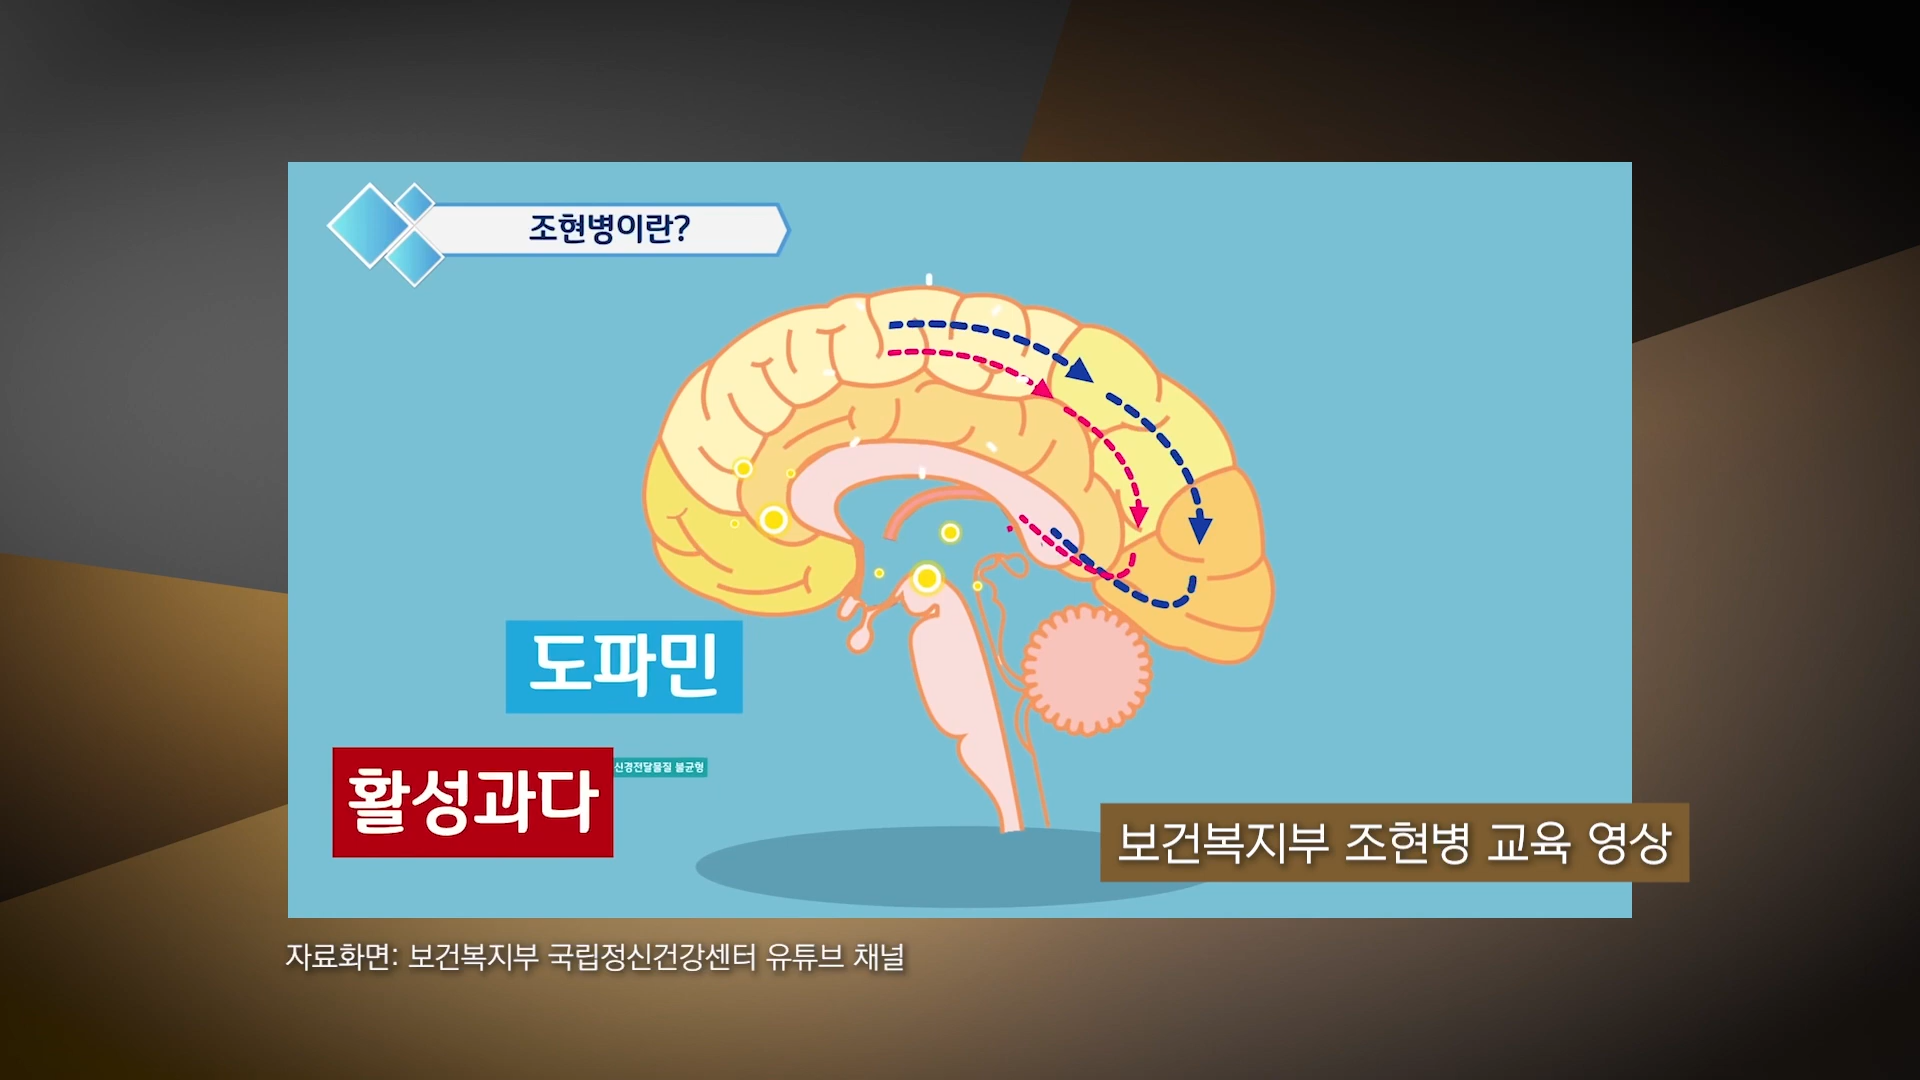 조현병이란?
도파민
활성과다
신경전달물질 불균형
보건복지부 조현병 교육 영상
자료화면: 보건복지부 국립정신건강센터 유튜브 채널